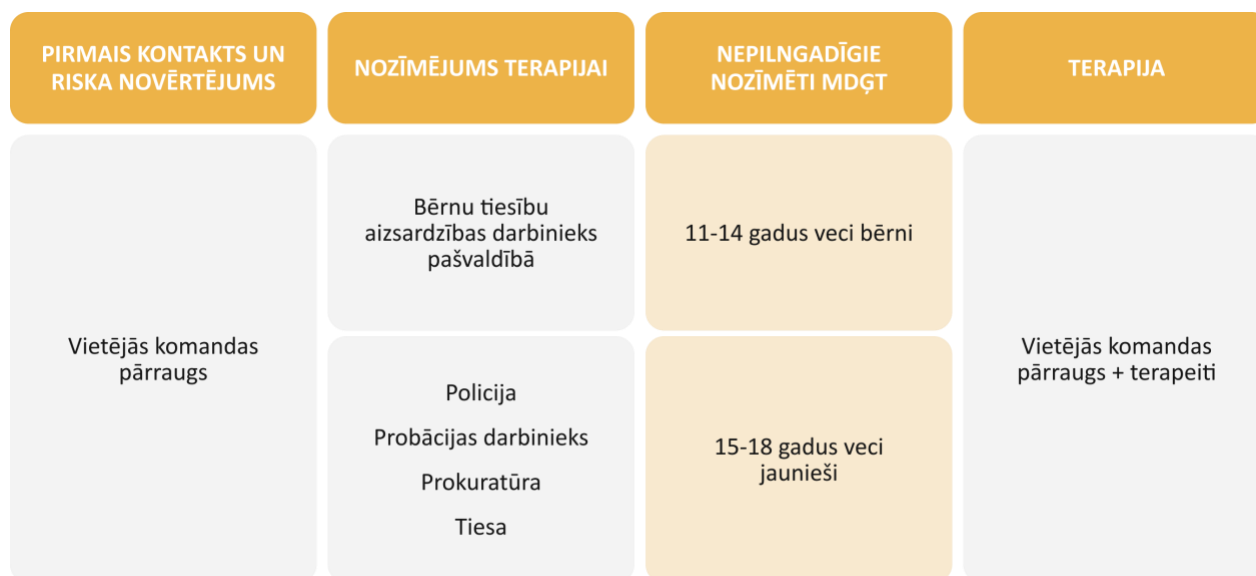 PIRMAIS KONTAKTS UN
RISKA NOVĒRTĒJUMS
NOZĪMĒJUMS TERAPIJAI
NEPILNGADĪGIE
NOZĪMĒTI MDĢT
TERAPIJA
Vietējās komandas
pārraugs
Bērnu tiesību
aizsardzības darbinieks
pašvaldībā
Policija
Probācijas darbinieks
Prokuratūra
Tiesa
11-14 gadus veci bērni
15-18 gadus veci
jaunieši
Vietējās komandas
pārraugs + terapeiti